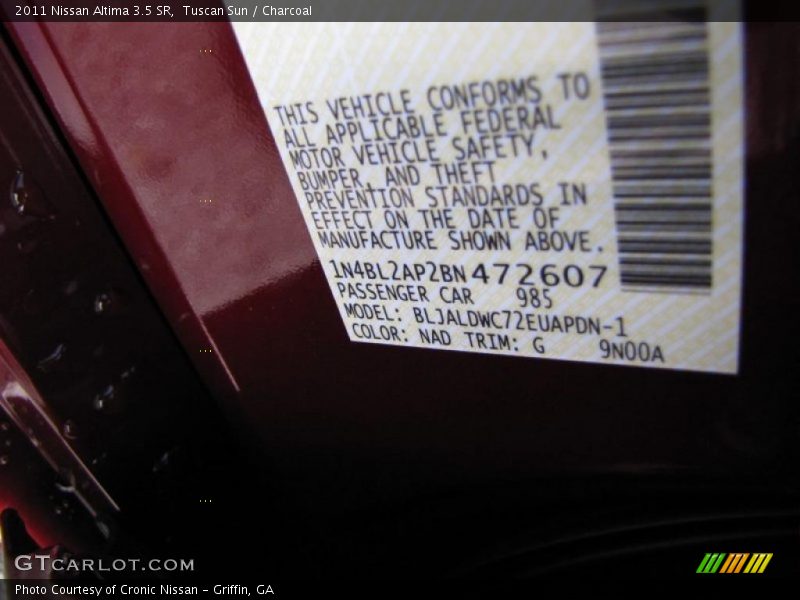 2011 Nissan Altima 3.5 SR,  Tuscan Sun / Charcoal
THIS VEHICLE CONFORMS TO
ALL APPLICABLE FEDERAL
MOTOR VEHICLE SAFETY,
BUMPER, AND THEFT
PREVENTION STANDARDS IN
EFFECT ON THE DATE OF
MANUFACTURE SHOWN ABOVE.
1N4BL2AP2BN472607
PASSENGER CAR 985
MODEL: BLJALDWC72EUAPDN-1
COLOR: NAD TRIM: G 9N00A
GTCARLOT.COM
Photo Courtesy of Cronic Nissan - Griffin, GA